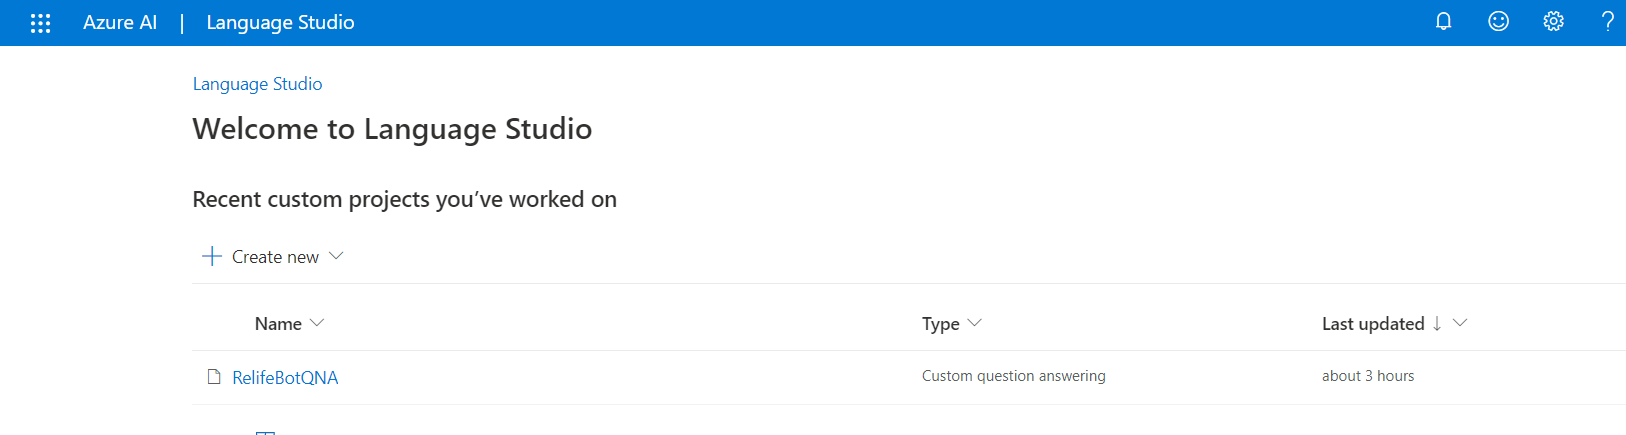 Azure AI | Language Studio
Language Studio
Welcome to Language Studio
Recent custom projects you've worked on
Create new
Name Type Last updated
RelifeBotQNA Custom question answering about 3 hours